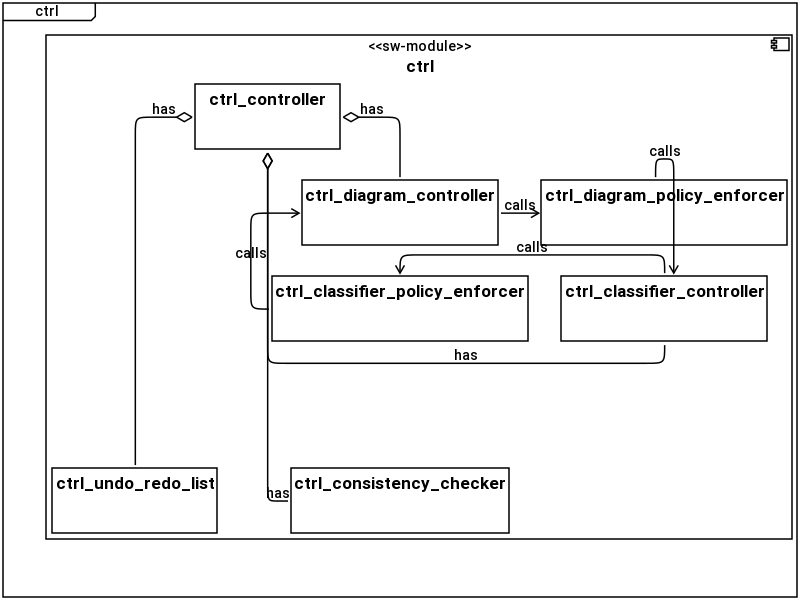 ctrl
<<sw-module>>
ctrl
ctrl_controller
has
has
calls
ctrl_diagram_controller
calls
ctrl_diagram_policy_enforcer
calls
calls
ctrl_classifier_policy_enforcer
ctrl_classifier_controller
has
ctrl_undo_redo_list
has
ctrl_consistency_checker